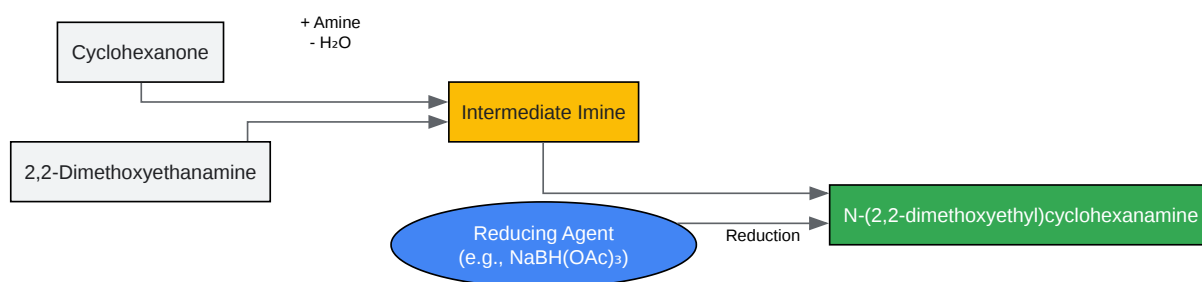 + Amine
- H₂O
Cyclohexanone
Intermediate Imine
2,2-Dimethoxyethanamine
N-(2,2-dimethoxyethyl)cyclohexanamine
Reducing Agent
(e.g., NaBH(OAc)₃)
Reduction